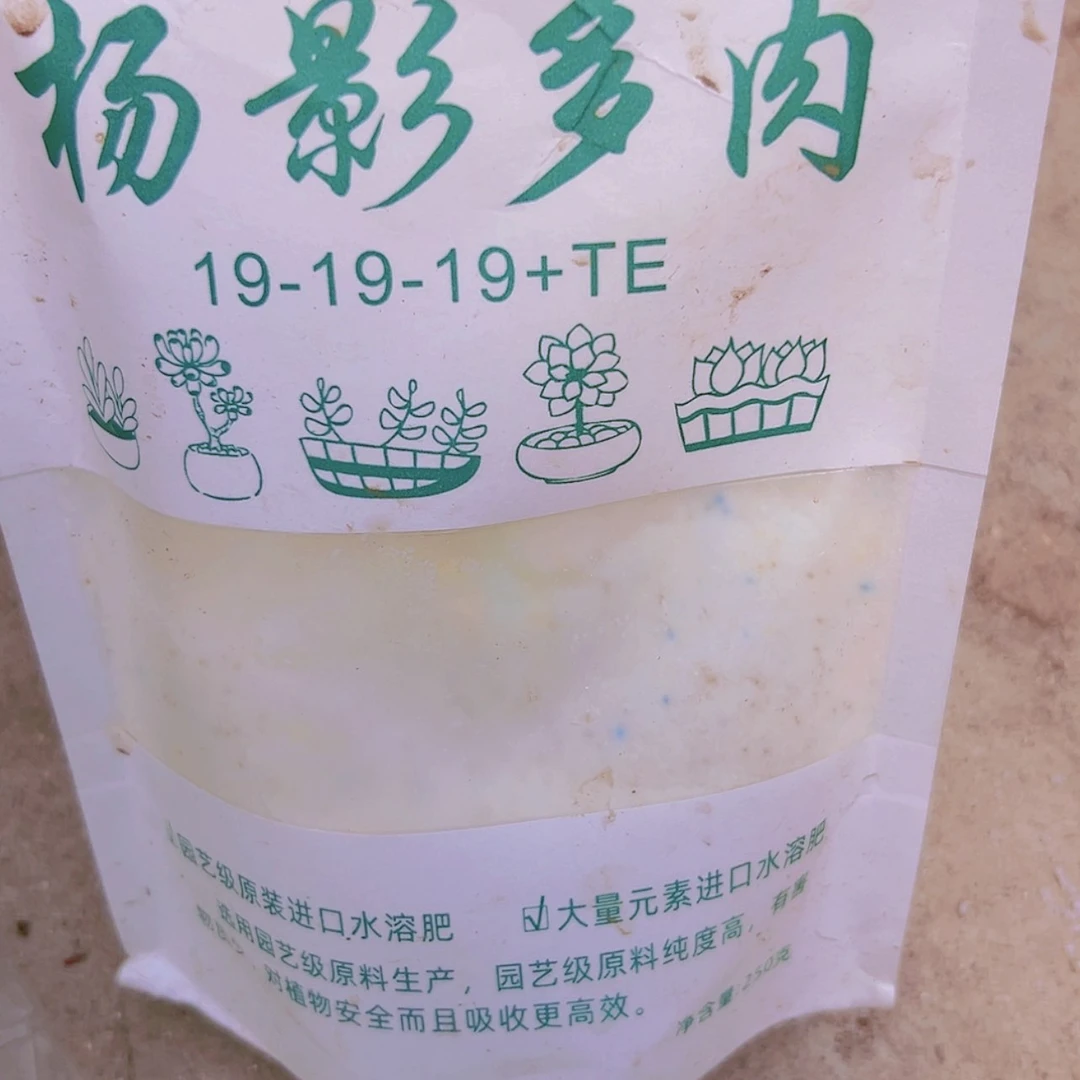 杨影多肉
19-19-19+TE
园艺级原装进口水溶肥
☑大量元素进口水溶肥
选用园艺级原料生产，园艺级原料纯度高，有害
对植物安全而且吸收更高效。
净含量:250克